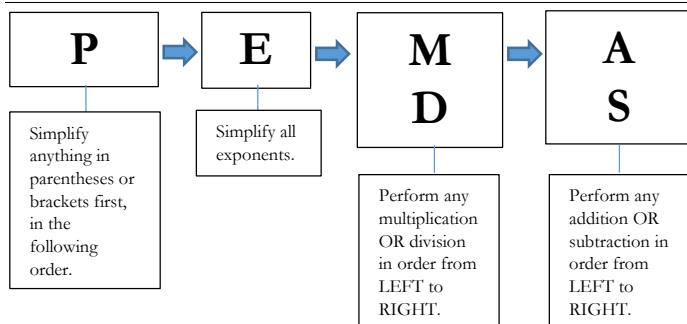 P
E
M
D
A
S
Simplify
anything in
parentheses or
brackets first,
in the
following
order.
Simplify all
exponents.
Perform any
multiplication
OR division
in order from
LEFT to
RIGHT.
Perform any
addition OR
subtraction in
order from
LEFT to
RIGHT.